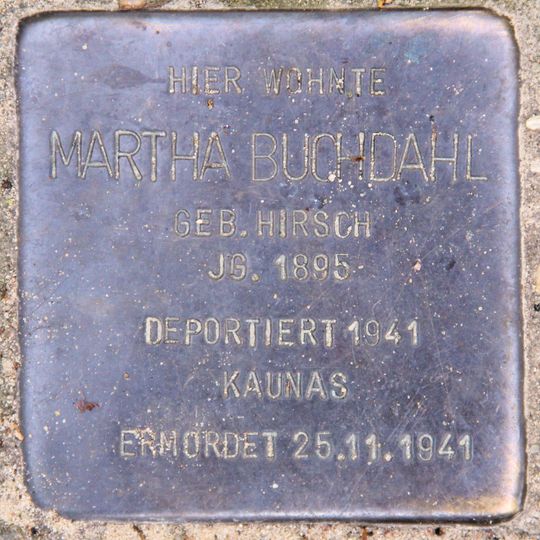 HIER WOHNTE
MARTHA BUCHDAHL
GEB. HIRSCH
JG. 1895
DEPORTIERT 1941
KAUNAS
ERMORDET 25.11.1941